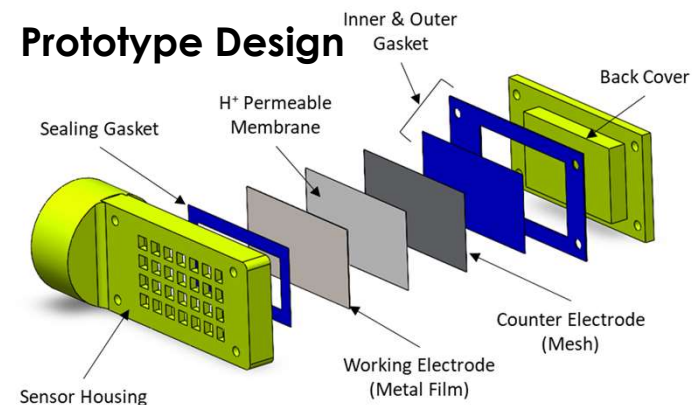 Prototype Design
Inner & Outer
Gasket
Back Cover
H⁺ Permeable
Membrane
Sealing Gasket
Counter Electrode
(Mesh)
Working Electrode
(Metal Film)
Sensor Housing